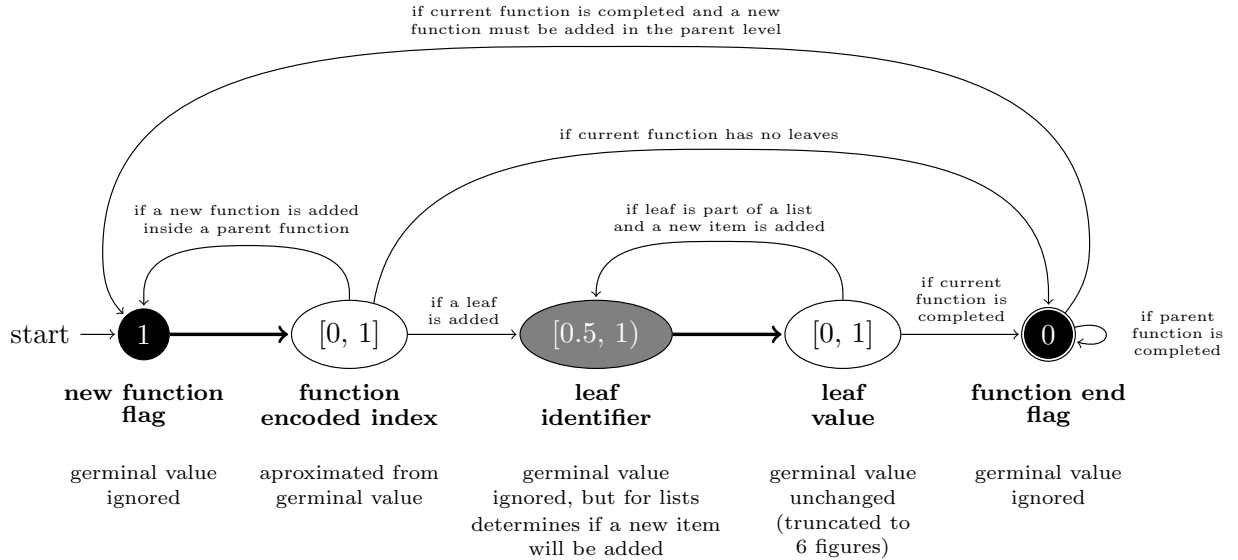 if current function is completed and a new
function must be added in the parent level
if current function has no leaves
if a new function is added
inside a parent function
if leaf is part of a list
and a new item is added
start
1
[0, 1]
if a leaf
is added
[0.5, 1)
[0, 1]
if current
function is
completed
0
if parent
function is
completed
new function
flag
function
encoded index
leaf
identifier
leaf
value
function end
flag
germinal value
ignored
aproximated from
germinal value
germinal value
ignored, but for lists
determines if a new item
will be added
germinal value
unchanged
(truncated to
6 figures)
germinal value
ignored